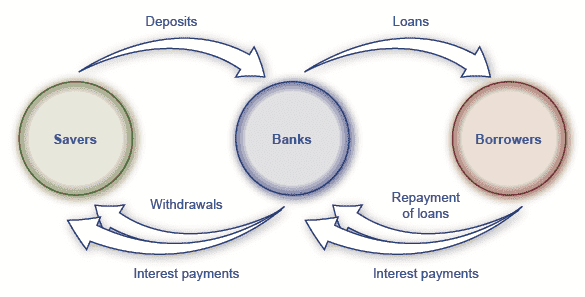 Deposits
Loans
Savers
Banks
Borrowers
Withdrawals
Repayment
of loans
Interest payments
Interest payments